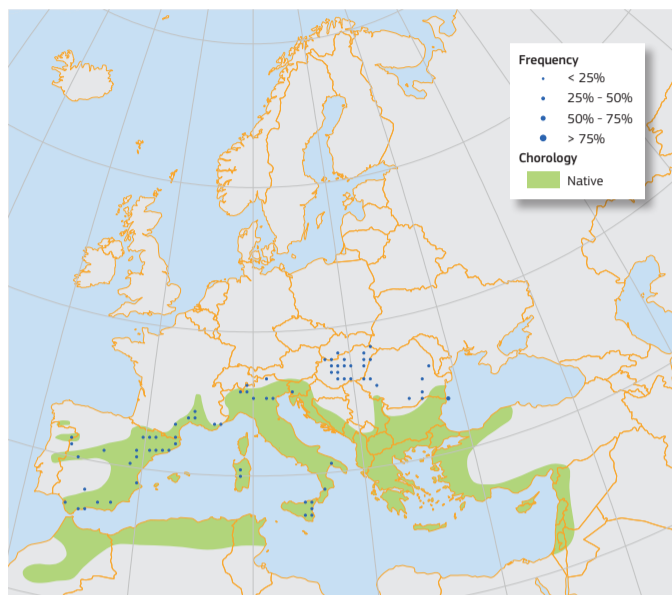 Frequency
< 25%
25% - 50%
50% - 75%
> 75%
Chorology
Native